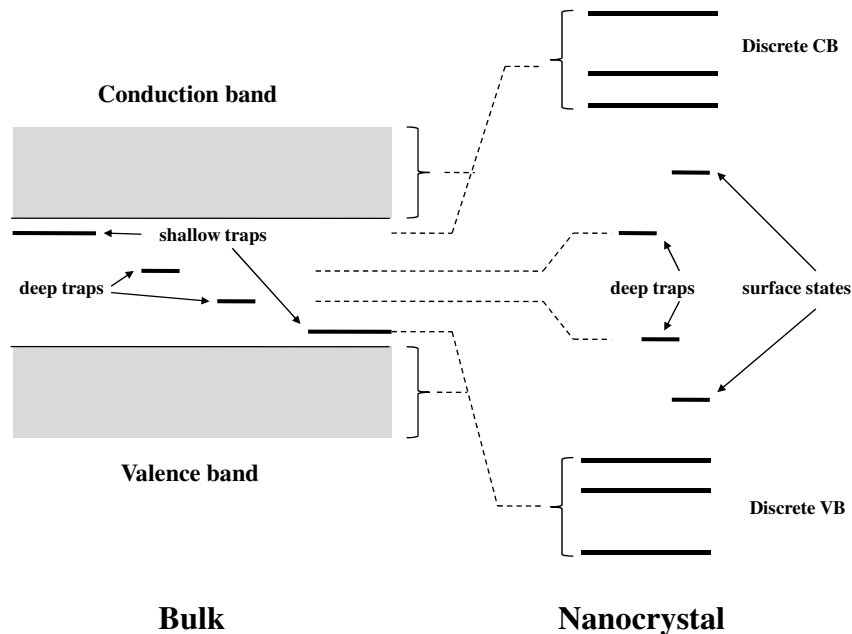 Discrete CB
Conduction band
shallow traps
deep traps
deep traps
surface states
Valence band
Discrete VB
Bulk
Nanocrystal